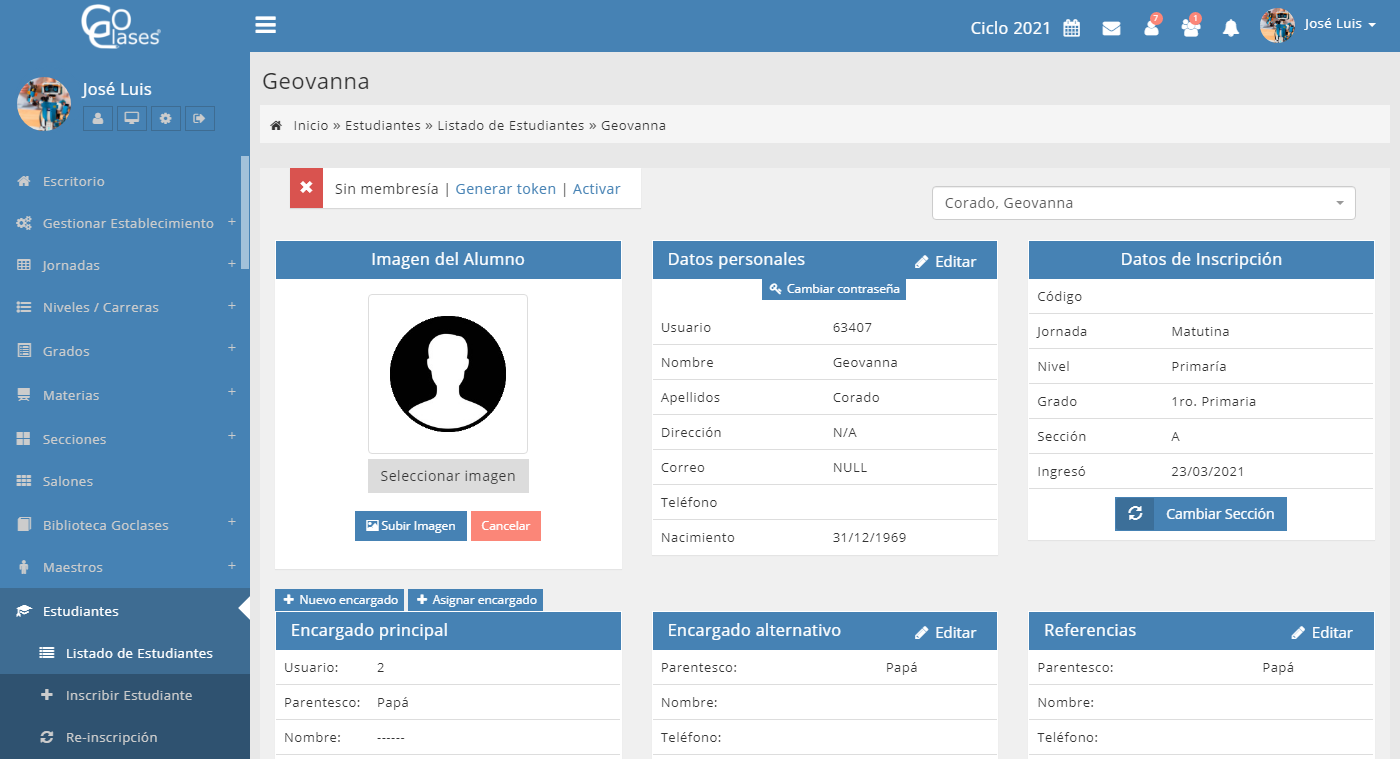 GoClases
Ciclo 2021
7
1
José Luis
José Luis
Escritorio
Gestionar Establecimiento +
Jornadas +
Niveles / Carreras +
Grados +
Materias +
Secciones +
Salones
Biblioteca Goclases +
Maestros +
Estudiantes
Listado de Estudiantes
Inscribir Estudiante
Re-inscripción
Geovanna
Inicio » Estudiantes » Listado de Estudiantes » Geovanna
Sin membresía | Generar token | Activar
Corado, Geovanna
Imagen del Alumno
Seleccionar imagen
Subir Imagen Cancelar
Datos personales Editar
Cambiar contraseña
Usuario 63407
Nombre Geovanna
Apellidos Corado
Dirección N/A
Correo NULL
Teléfono
Nacimiento 31/12/1969
Datos de Inscripción
Código
Jornada Matutina
Nivel Primaría
Grado 1ro. Primaria
Sección A
Ingresó 23/03/2021
Cambiar Sección
Nuevo encargado Asignar encargado
Encargado principal
Usuario: 2
Parentesco: Papá
Nombre: ------
Encargado alternativo Editar
Parentesco: Papá
Nombre:
Teléfono:
Referencias Editar
Parentesco: Papá
Nombre:
Teléfono: